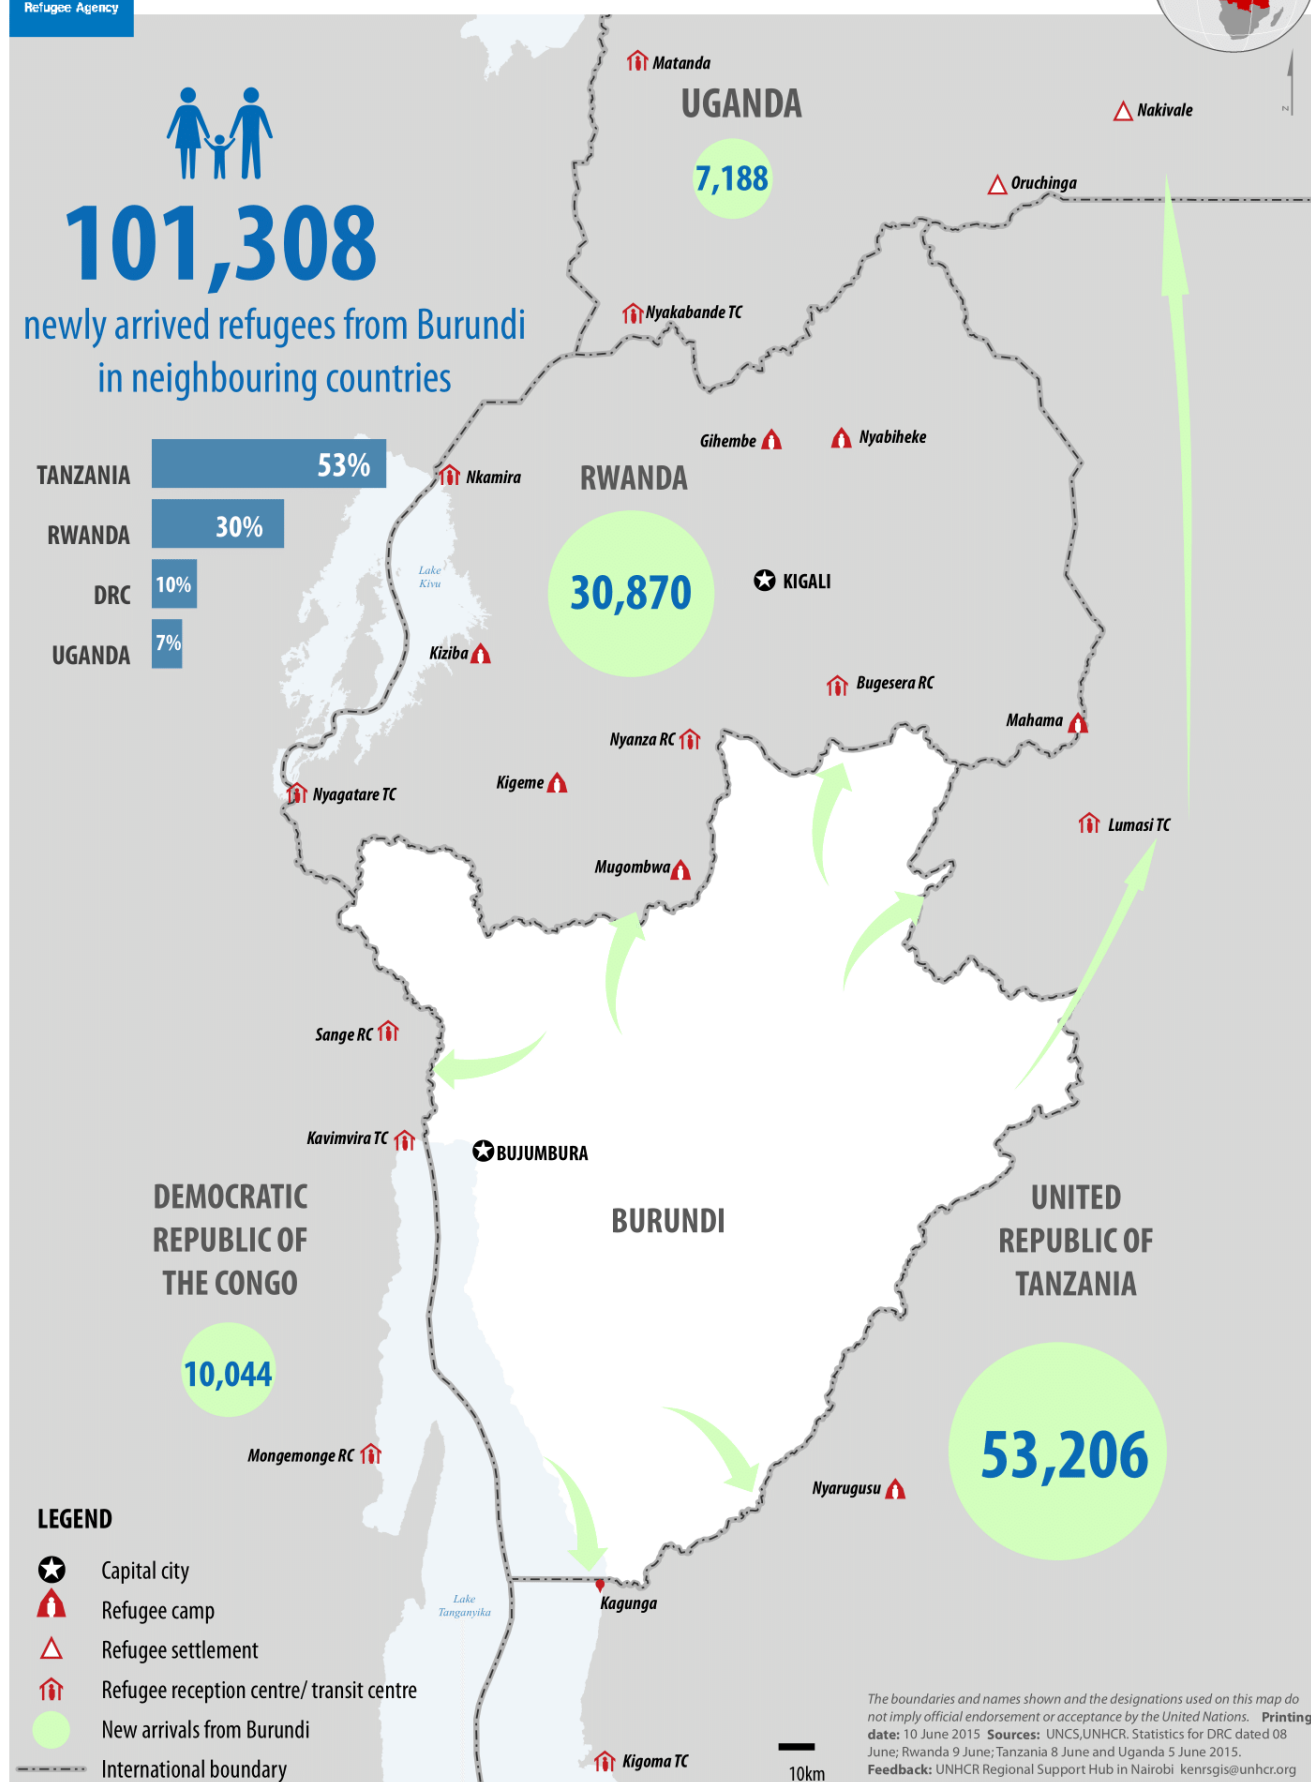 Refugee Agency
101,308
newly arrived refugees from Burundi
in neighbouring countries
TANZANIA 53%
RWANDA 30%
DRC 10%
UGANDA 7%
Matanda
UGANDA
7,188
Nakivale
Oruchinga
N
Nyakabande TC
Gihembe
Nyabiheke
Nkamira
RWANDA
30,870
KIGALI
Lake
Kivu
Kiziba
Bugesera RC
Mahama
Nyanza RC
Kigeme
Nyagatare TC
Lumasi TC
Mugombwa
Sange RC
Kavimvira TC
BUJUMBURA
BURUNDI
DEMOCRATIC
REPUBLIC OF
THE CONGO
10,044
UNITED
REPUBLIC OF
TANZANIA
53,206
Mongemonge RC
Nyarugusu
Kagunga
Lake
Tanganyika
Kigoma TC
LEGEND
Capital city
Refugee camp
Refugee settlement
Refugee reception centre/ transit centre
New arrivals from Burundi
International boundary
10km
The boundaries and names shown and the designations used on this map do
not imply official endorsement or acceptance by the United Nations. Printing
date: 10 June 2015 Sources: UNCS,UNHCR. Statistics for DRC dated 08
June; Rwanda 9 June; Tanzania 8 June and Uganda 5 June 2015.
Feedback: UNHCR Regional Support Hub in Nairobi kenrsgis@unhcr.org